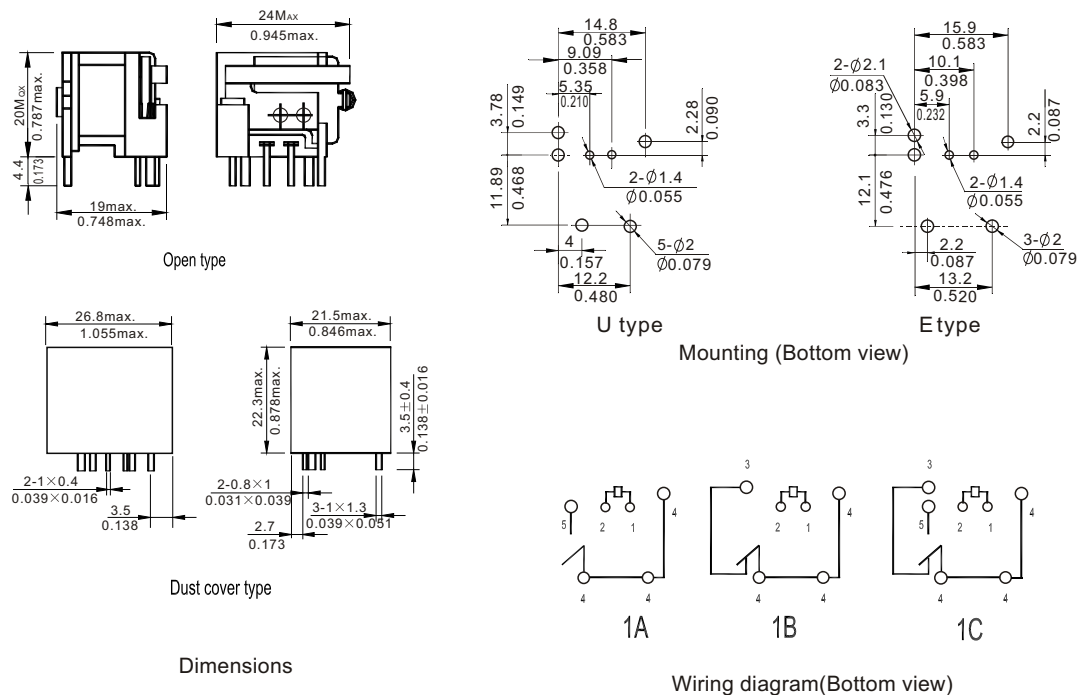 24MAX
0.945max.
20MQX
0.787max.
4.4
0.173
19max.
0.748max.
Open type
26.8max.
1.055max.
21.5max.
0.846max.
22.3max.
0.878max.
3.5±0.4
0.138±0.016
2-1×0.4
0.039×0.016
3.5
0.138
2-0.8×1
0.031×0.039
3-1×1.3
0.039×0.051
2.7
0.173
Dust cover type
Dimensions
14.8
0.583
9.09
0.358
5.35
0.210
3.78
0.149
2.28
0.090
11.89
0.468
2-Ø1.4
Ø0.055
4
0.157
5-Ø2
Ø0.079
12.2
0.480
U type
15.9
0.583
10.1
0.398
2-Ø2.1
Ø0.083
5.9
0.232
3.3
0.130
2.2
0.087
12.1
0.476
2-Ø1.4
Ø0.055
2.2
0.087
3-Ø2
Ø0.079
13.2
0.520
E type
Mounting (Bottom view)
5
2
1
4
4
4
1A
3
2
1
4
4
4
1B
3
5
2
1
4
4
4
1C
Wiring diagram(Bottom view)